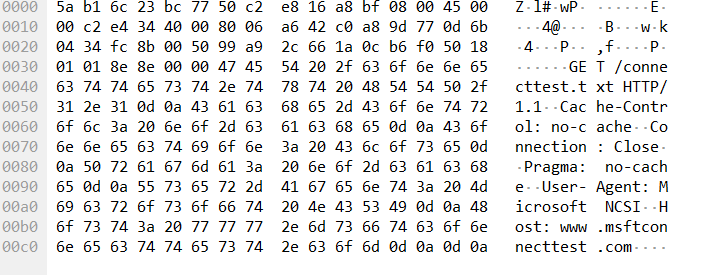 0000 5a b1 6c 23 bc 77 50 c2 e8 16 a8 bf 08 00 45 00 Z·l#·wP· ······E·
0010 00 c2 e4 34 40 00 80 06 a6 42 c0 a8 9d 77 0d 6b ···4@··· ·B···w·k
0020 04 34 fc 8b 00 50 99 a9 2c 66 1a 0c b6 f0 50 18 ·4···P·· ,f····P·
0030 01 01 8e 8e 00 00 47 45 54 20 2f 63 6f 6e 6e 65 ······GE T /conne
0040 63 74 74 65 73 74 2e 74 78 74 20 48 54 54 50 2f cttest.t xt HTTP/
0050 31 2e 31 0d 0a 43 61 63 68 65 2d 43 6f 6e 74 72 1.1··Cac he-Contr
0060 6f 6c 3a 20 6e 6f 2d 63 61 63 68 65 0d 0a 43 6f ol: no-c ache··Co
0070 6e 6e 65 63 74 69 6f 6e 3a 20 43 6c 6f 73 65 0d nnection : Close·
0080 0a 50 72 61 67 6d 61 3a 20 6e 6f 2d 63 61 63 68 ·Pragma: no-cach
0090 65 0d 0a 55 73 65 72 2d 41 67 65 6e 74 3a 20 4d e··User- Agent: M
00a0 69 63 72 6f 73 6f 66 74 20 4e 43 53 49 0d 0a 48 icrosoft NCSI··H
00b0 6f 73 74 3a 20 77 77 77 2e 6d 73 66 74 63 6f 6e ost: www .msftcon
00c0 6e 65 63 74 74 65 73 74 2e 63 6f 6d 0d 0a 0d 0a necttest .com····